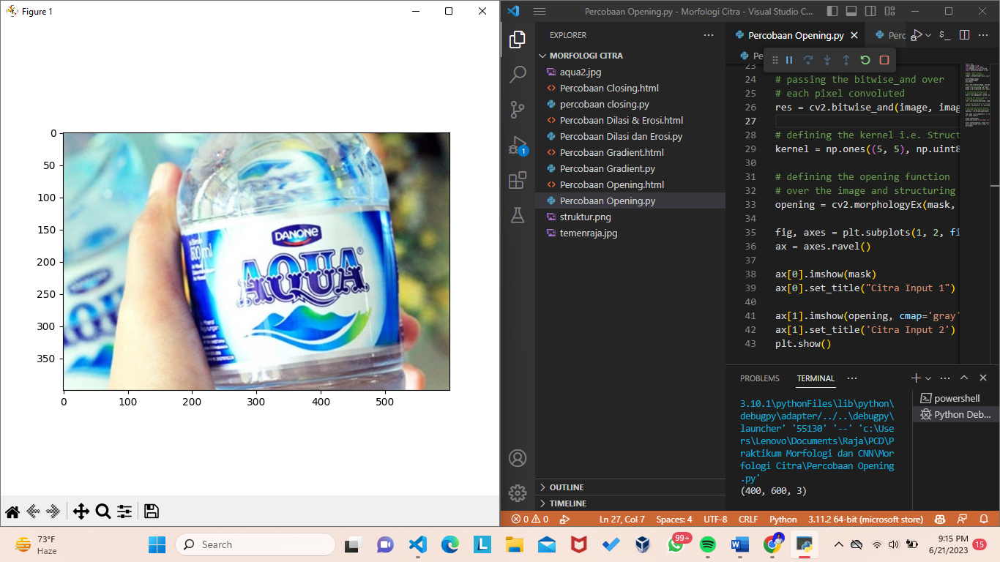 Figure 1
0
50
100
150
200
250
300
350
0
100
200
300
400
500
600 ml
DANONE
AQUA®
Percobaan Opening.py - Morfologi Citra - Visual Studio C...
EXPLORER
MORFOLOGI CITRA
aqua2.jpg
Percobaan Closing.html
percobaan closing.py
Percobaan Dilasi & Erosi.html
Percobaan Dilasi dan Erosi.py
Percobaan Gradient.html
Percobaan Gradient.py
Percobaan Opening.html
Percobaan Opening.py
struktur.png
temenraja.jpg
OUTLINE
TIMELINE
1
Percobaan Opening.py
Perc
Pe
23
24 # passing the bitwise_and over
25 # each pixel convoluted
26 res = cv2.bitwise_and(image, imag
27
28 # defining the kernel i.e. Struct
29 kernel = np.ones((5, 5), np.uint8
30
31 # defining the opening function
32 # over the image and structuring
33 opening = cv2.morphologyEx(mask,
34
35 fig, axes = plt.subplots(1, 2, fi
36 ax = axes.ravel()
37
38 ax[0].imshow(mask)
39 ax[0].set_title("Citra Input 1")
40
41 ax[1].imshow(opening, cmap='gray'
42 ax[1].set_title('Citra Input 2')
43 plt.show()
PROBLEMS TERMINAL ...
3.10.1\pythonFiles\lib\python\
debugpy\adapter/../..\debugpy\
launcher' '55130' '--' 'c:\Use
rs\Lenovo\Documents\Raja\PCD\P
raktikum Morfologi dan CNN\Mor
fologi Citra\Percobaan Opening
.py'
(400, 600, 3)
powershell
Python Deb...
0 0 Ln 27, Col 7 Spaces: 4 UTF-8 CRLF Python 3.11.2 64-bit (microsoft store)
73°F
Haze
Search
99+
9:15 PM
6/21/2023
15